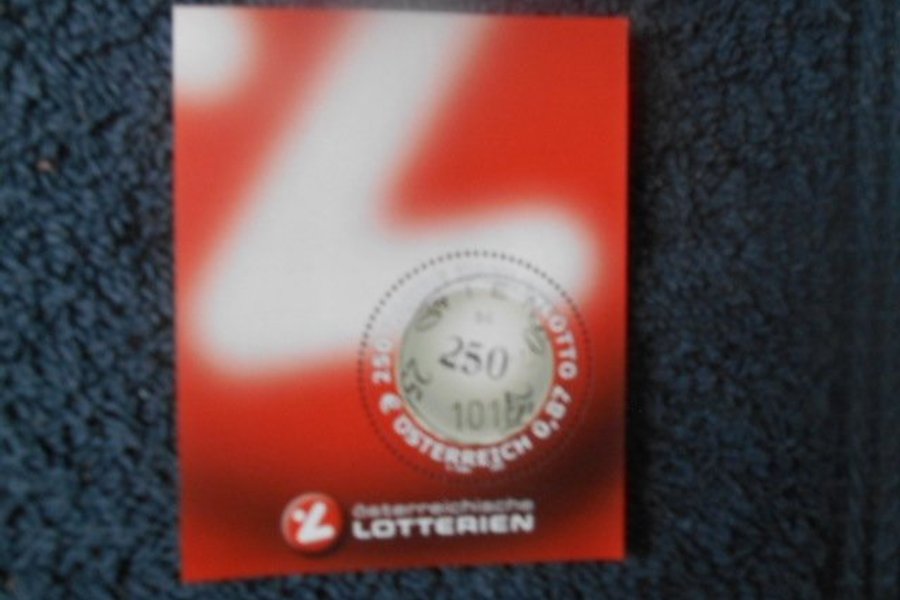 250
€ ÖSTERREICH 0,87
LOTTO
250
101
österreichische
LOTTERIEN